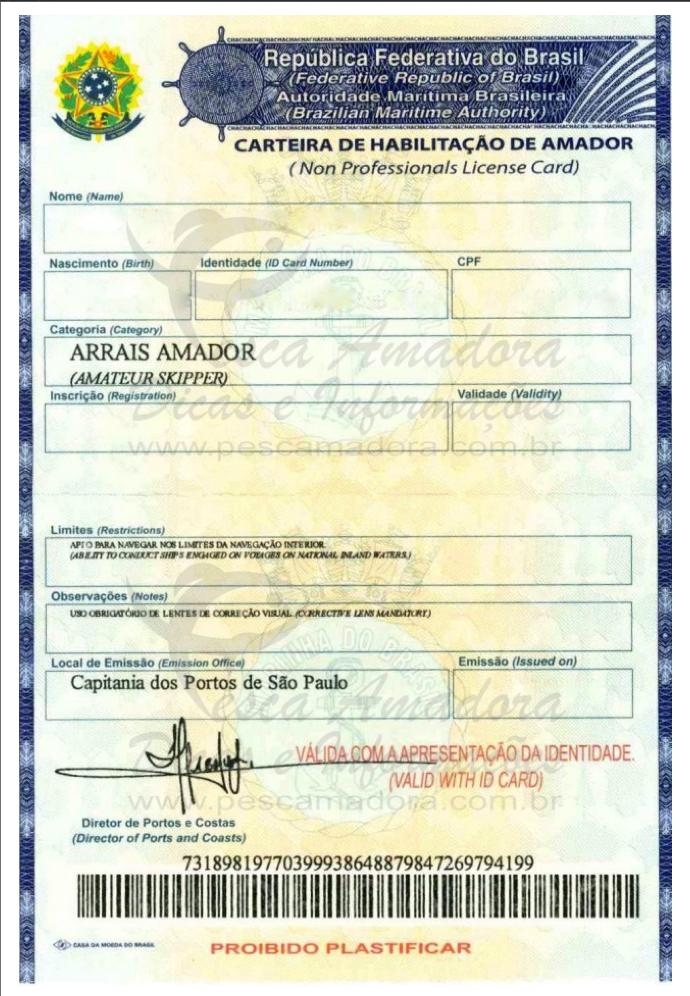 República Federativa do Brasil
(Federative Republic of Brasil)
Autoridade Marítima Brasileira
(Brazilian Maritime Authority)
CARTEIRA DE HABILITAÇÃO DE AMADOR
(Non Professionals License Card)
Nome (Name)
Nascimento (Birth) Identidade (ID Card Number) CPF
Categoria (Category)
ARRAIS AMADOR
(AMATEUR SKIPPER)
Pesca Amadora
Inscrição (Registration) Validade (Validity)
Dicas e Informações
www.pescamadora.com.br
Limites (Restrictions)
APTO PARA NAVEGAR NOS LIMITES DA NAVEGAÇÃO INTERIOR.
(ABILITY TO CONDUCT SHIPS ENGAGED ON VOYAGES ON NATIONAL INLAND WATERS.)
Observações (Notes)
USO OBRIGATÓRIO DE LENTES DE CORREÇÃO VISUAL. (CORRECTIVE LENS MANDATORY.)
Local de Emissão (Emission Office) Emissão (Issued on)
Capitania dos Portos de São Paulo
Pesca Amadora
VÁLIDA COM A APRESENTAÇÃO DA IDENTIDADE.
Dicas e Informações
(VALID WITH ID CARD)
www.pescamadora.com.br
Diretor de Portos e Costas
(Director of Ports and Coasts)
73189819770399938648879847269794199
CASA DA MOEDA DO BRASIL
PROIBIDO PLASTIFICAR